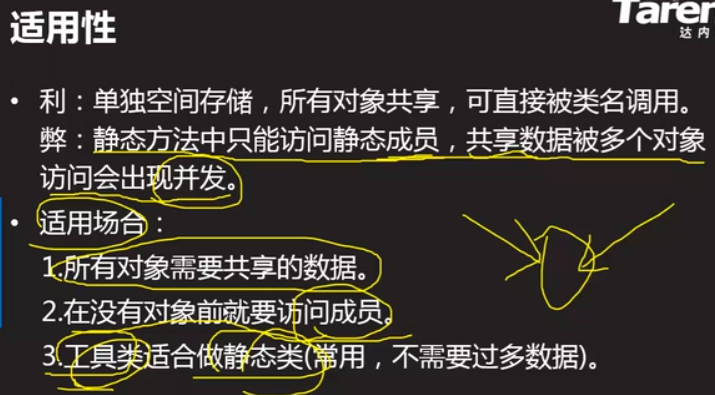 适用性
Tarer
达内
• 利：单独空间存储，所有对象共享，可直接被类名调用。
弊：静态方法中只能访问静态成员，共享数据被多个对象
访问会出现并发。
• 适用场合：
1.所有对象需要共享的数据。
2.在没有对象前就要访问成员。
3.工具类适合做静态类(常用，不需要过多数据)。